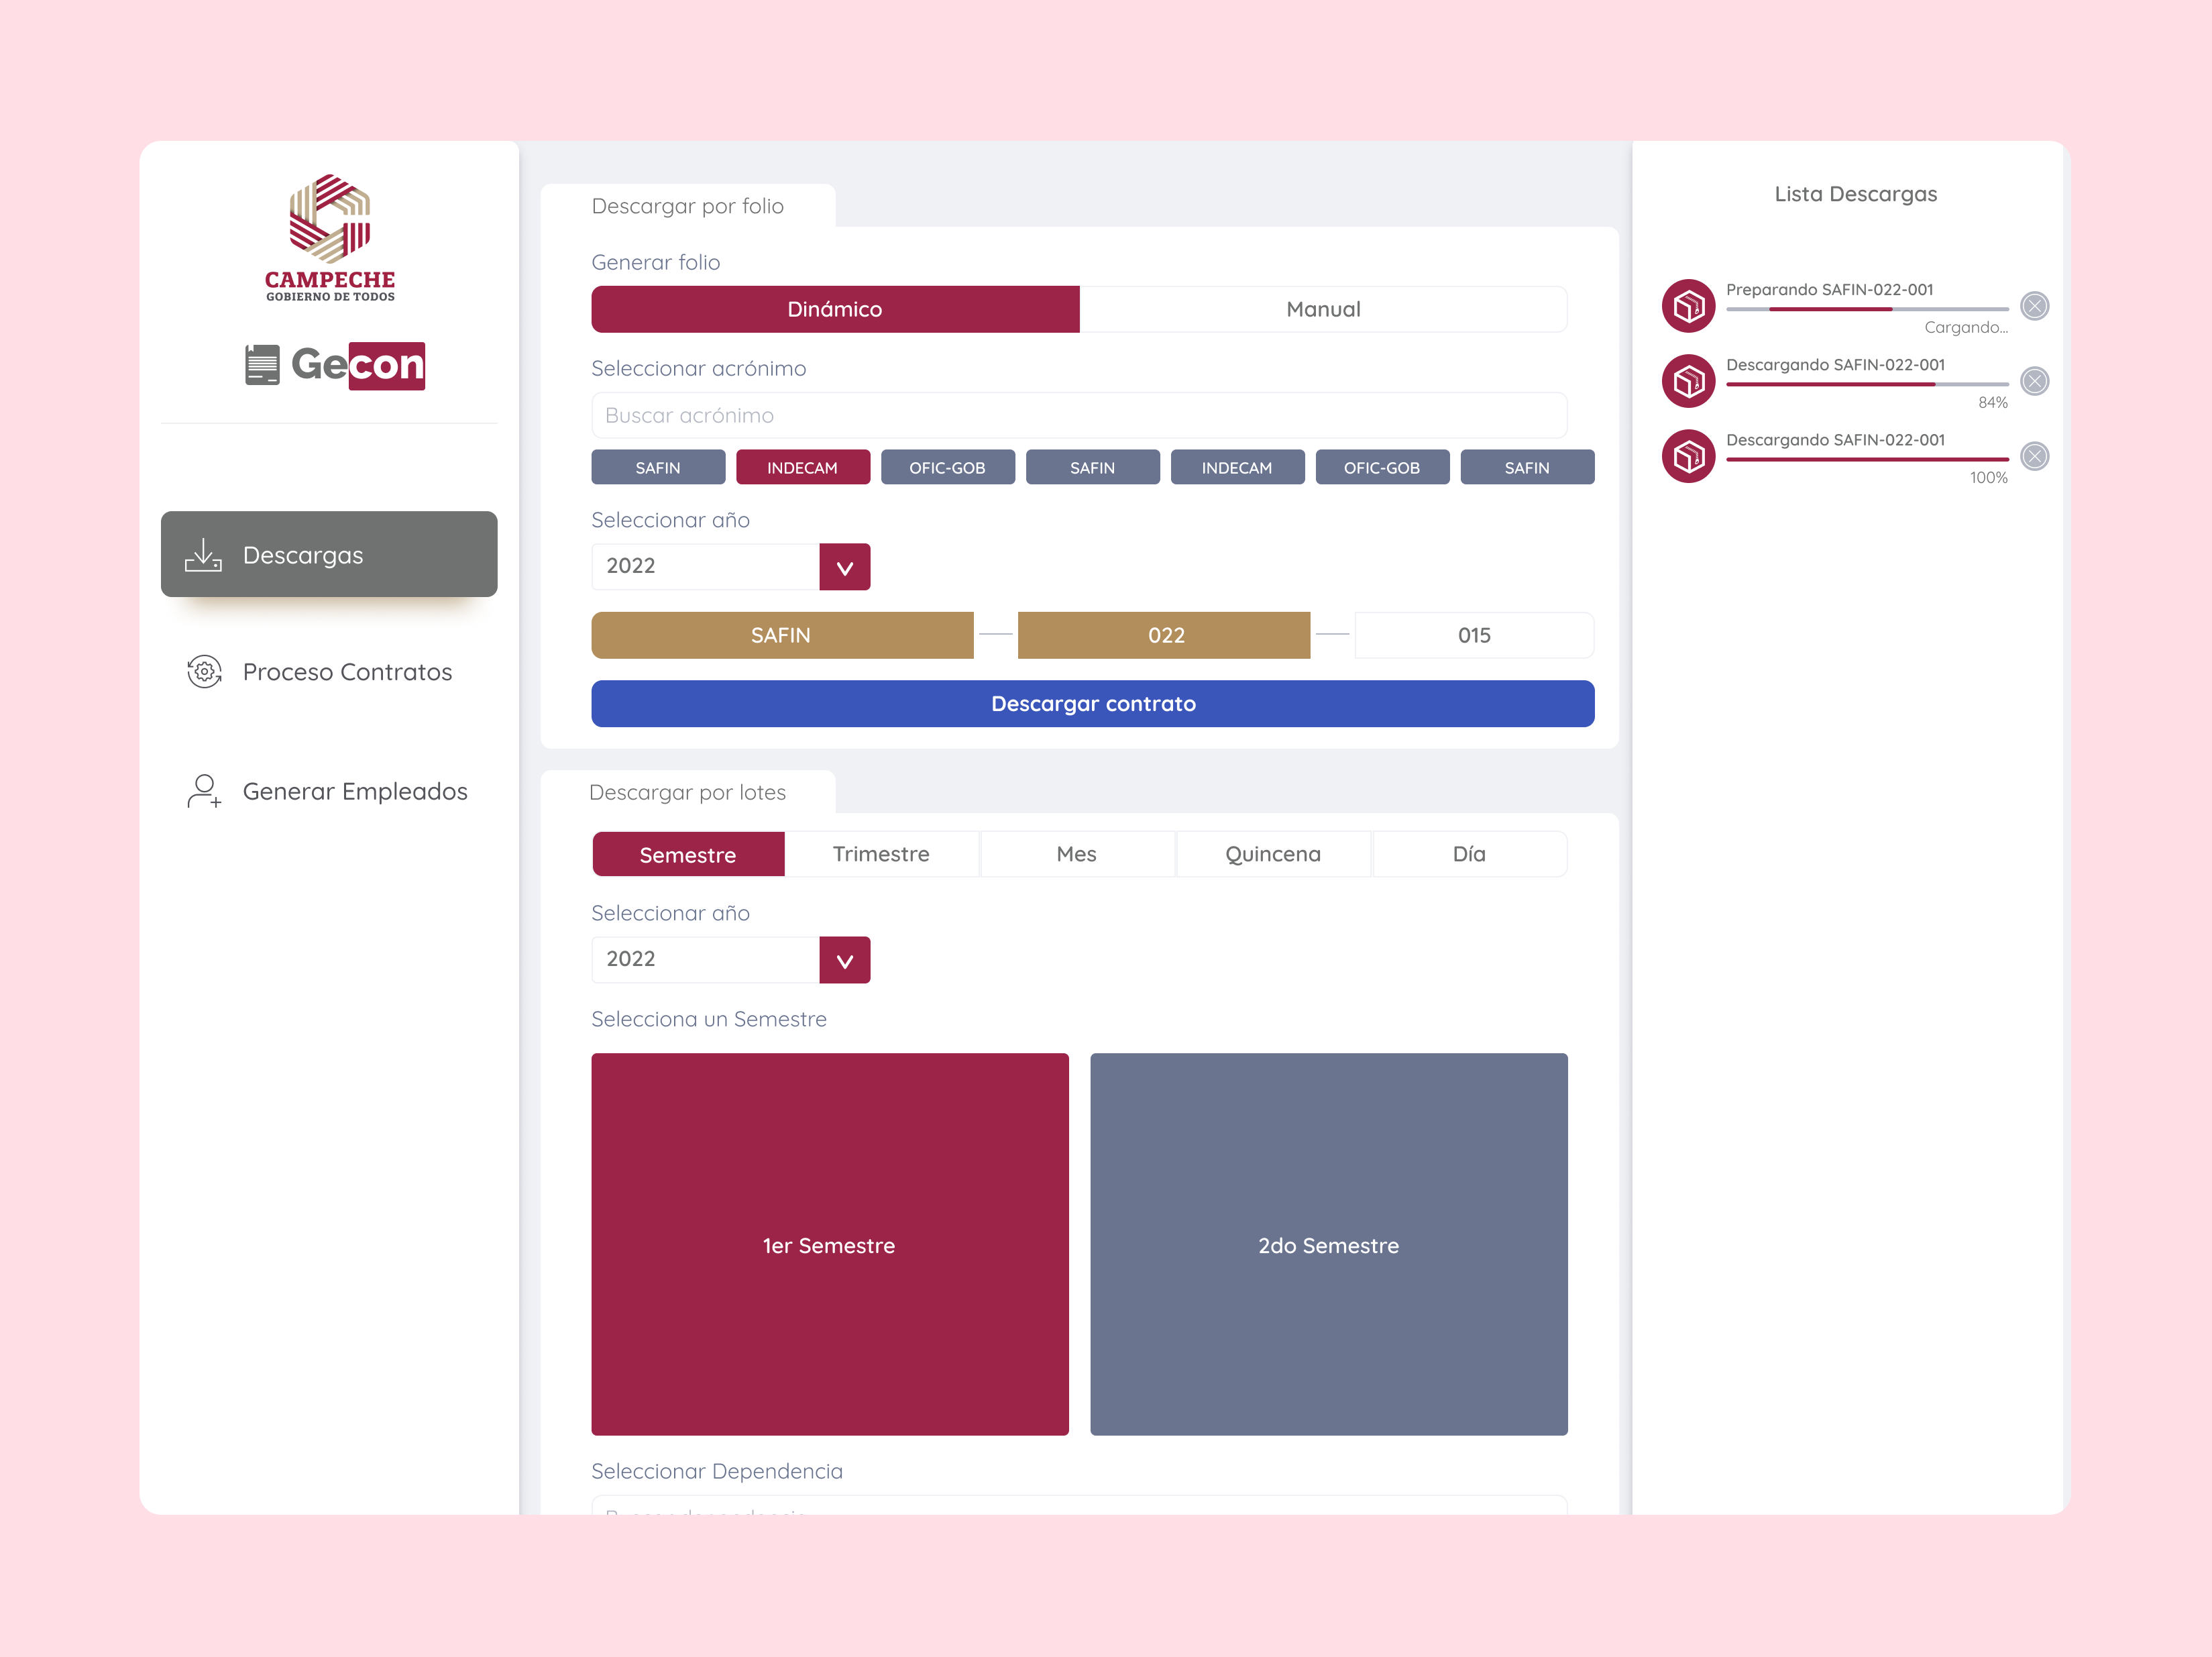 CAMPECHE
GOBIERNO DE TODOS
Gecon
Descargas
Proceso Contratos
Generar Empleados
Descargar por folio
Generar folio
Dinámico
Manual
Seleccionar acrónimo
Buscar acrónimo
SAFIN
INDECAM
OFIC-GOB
SAFIN
INDECAM
OFIC-GOB
SAFIN
Seleccionar año
2022
SAFIN
022
015
Descargar contrato
Descargar por lotes
Semestre
Trimestre
Mes
Quincena
Día
Seleccionar año
2022
Selecciona un Semestre
1er Semestre
2do Semestre
Seleccionar Dependencia
Lista Descargas
Preparando SAFIN-022-001
Cargando...
Descargando SAFIN-022-001
84%
Descargando SAFIN-022-001
100%